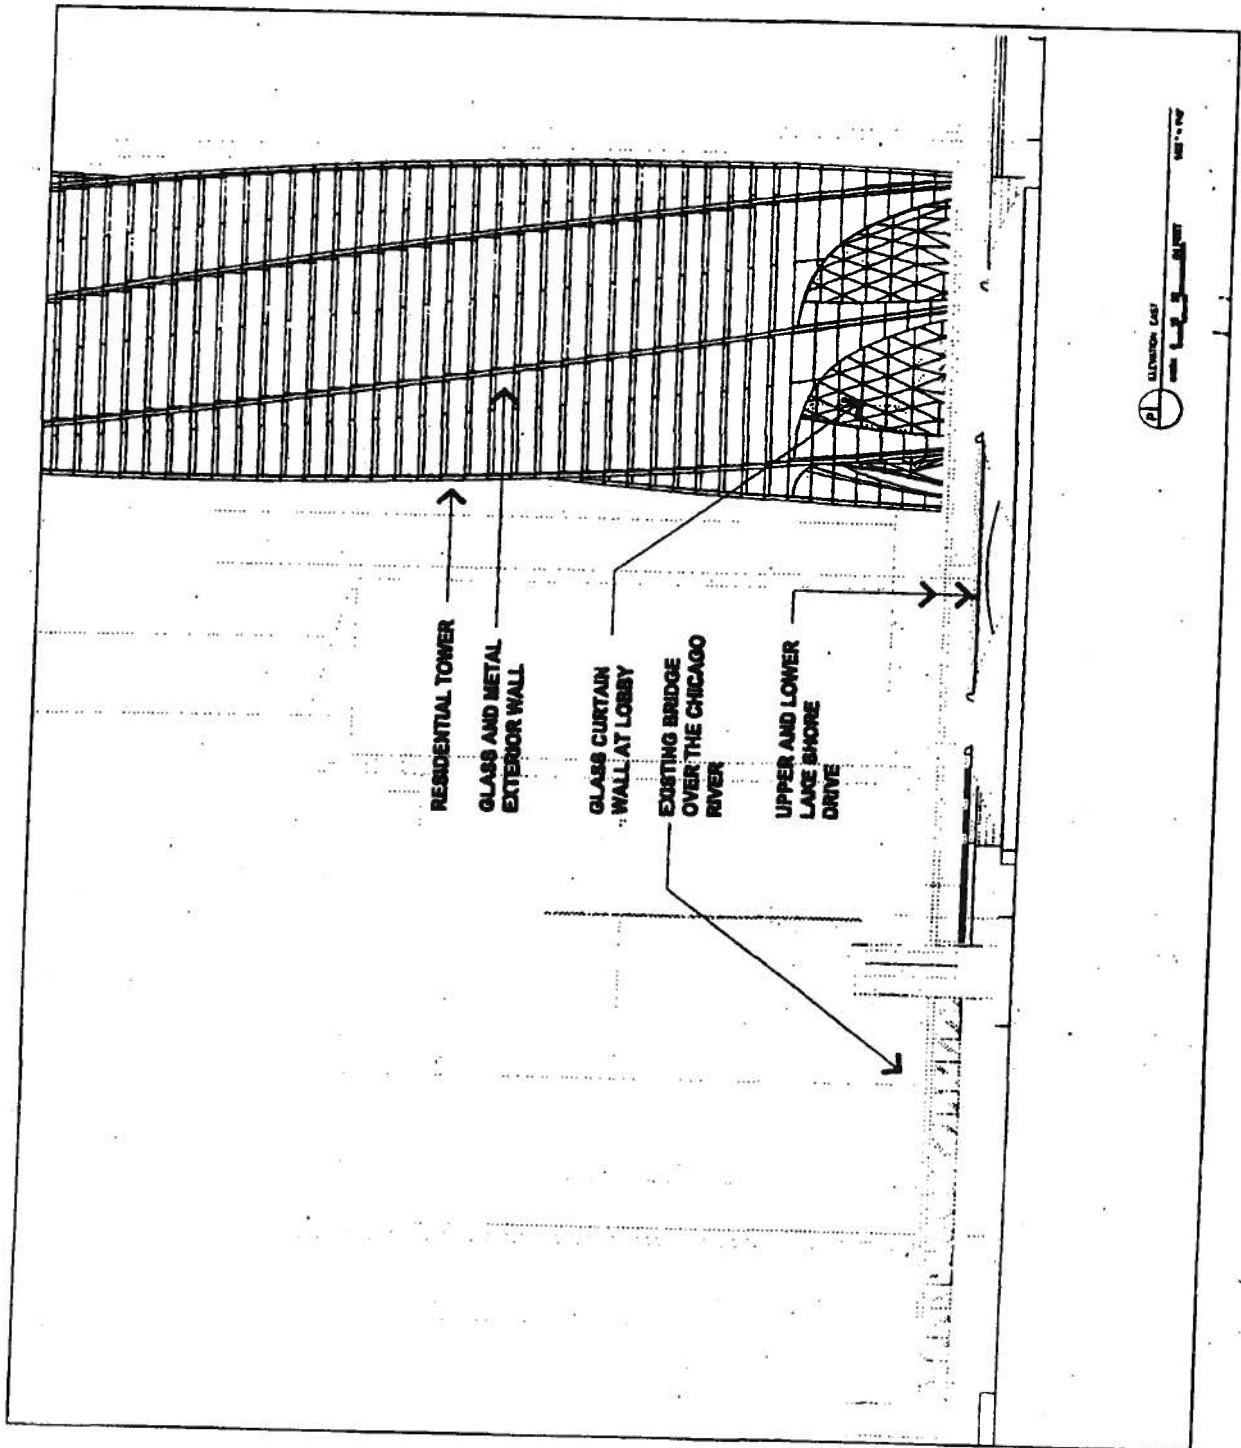 RESIDENTIAL TOWER
GLASS AND METAL
EXTERIOR WALL
GLASS CURTAIN
WALL AT LOBBY
EXISTING BRIDGE
OVER THE CHICAGO
RIVER
UPPER AND LOWER
LAKE SHORE
DRIVE
ELEVATION EAST